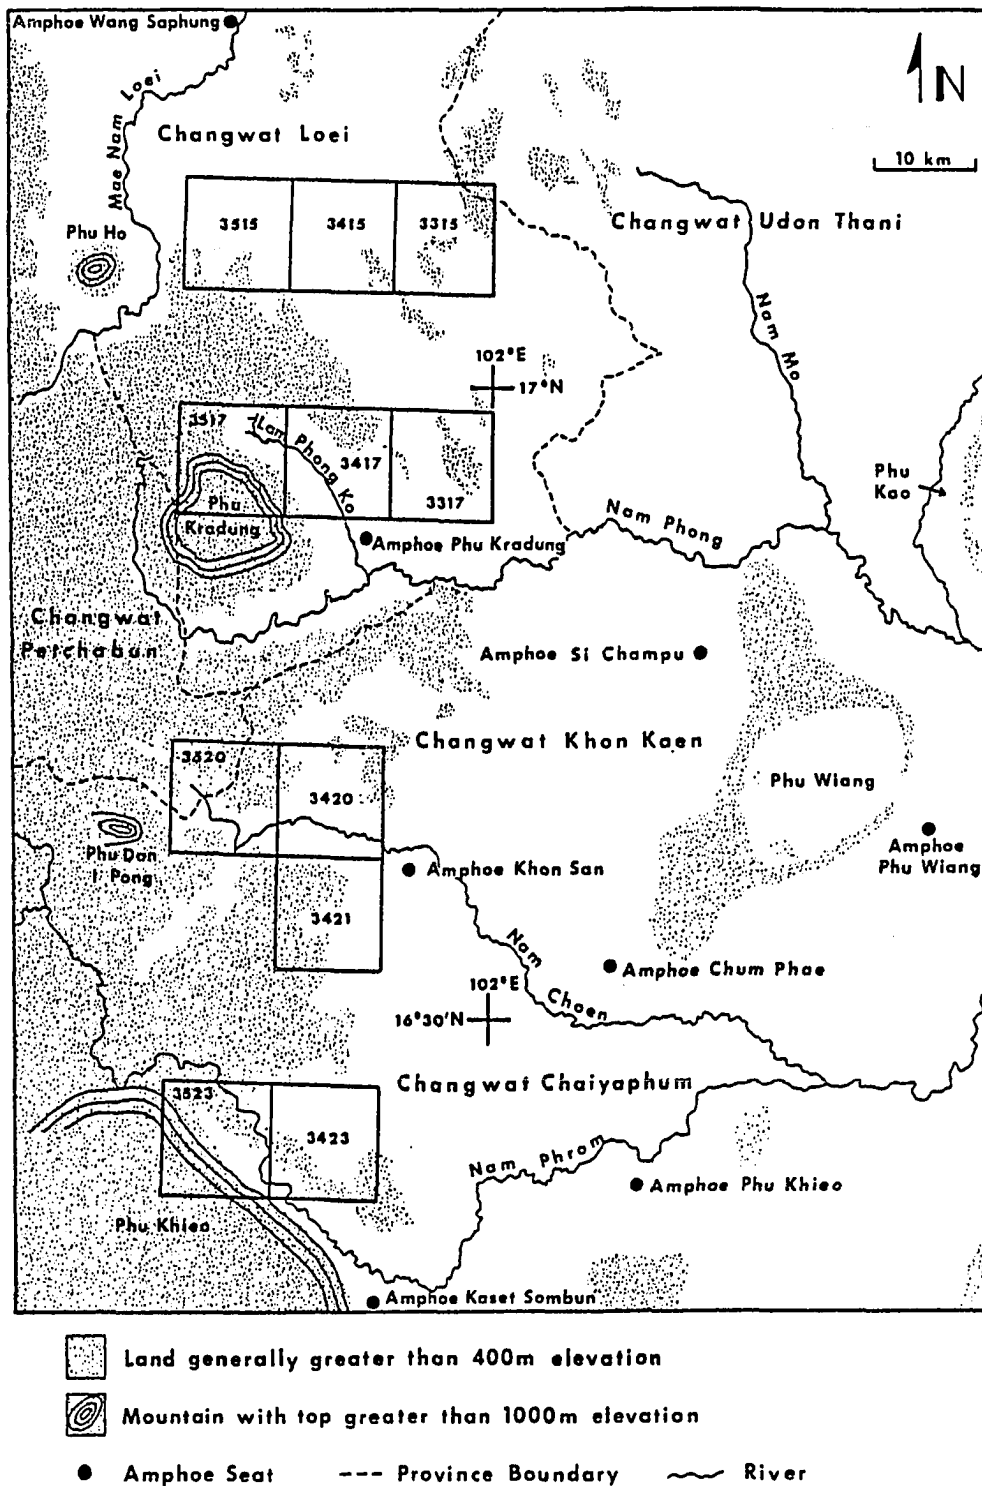 Amphoe Wang Saphung
N
Mae Nam Loei
Changwat Loei
10 km
3515
3415
3315
Changwat Udon Thani
Phu Ho
Nam Mo
102°E
17°N
3517
Lam Phong Ko
3417
3317
Phu
Kradung
Phu
Kao
Nam Phong
Amphoe Phu Kradung
Changwat
Petchabun
Amphoe Si Champu
Changwat Khon Kaen
3520
3420
Phu Wiang
Phu Dan
I Pong
Amphoe
Phu Wiang
Amphoe Khon San
3421
Nam Choen
Amphoe Chum Phae
102°E
16°30'N
Changwat Chaiyaphum
3523
3423
Nam Phrom
Amphoe Phu Khieo
Phu Khieo
Amphoe Kaset Sombun
Land generally greater than 400m elevation
Mountain with top greater than 1000m elevation
Amphoe Seat
Province Boundary
River